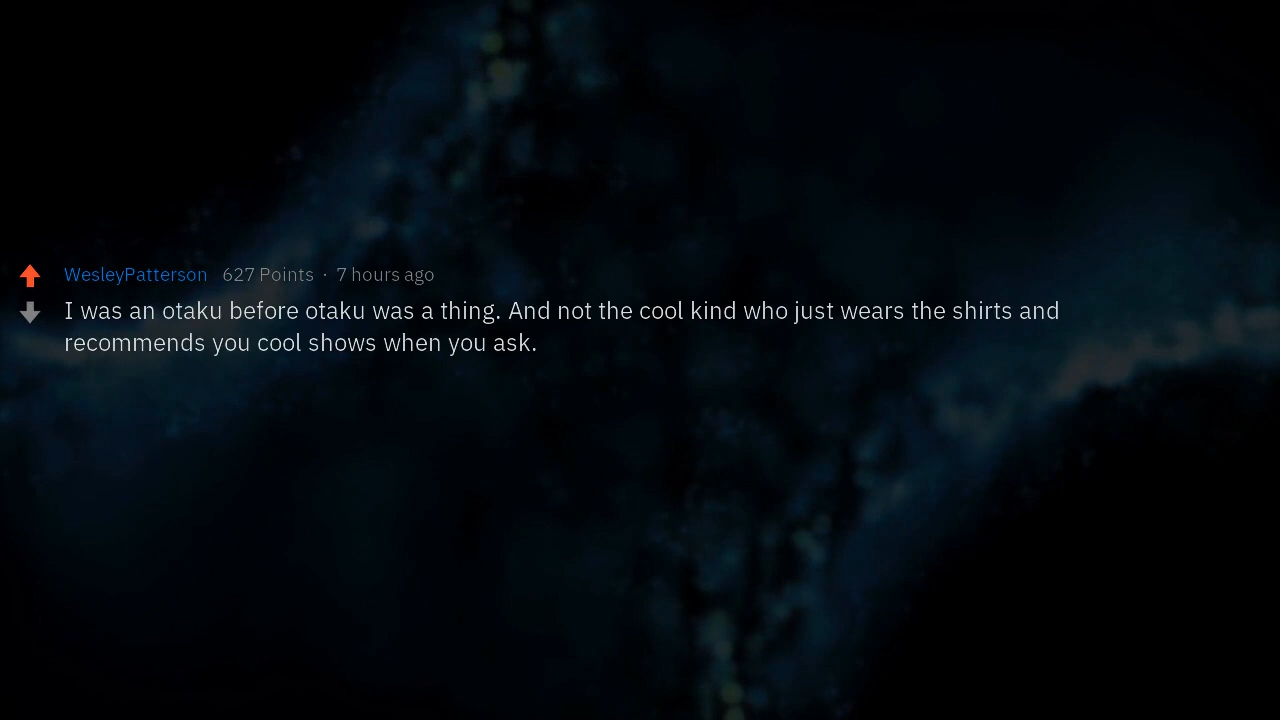 WesleyPatterson 627 Points · 7 hours ago
I was an otaku before otaku was a thing. And not the cool kind who just wears the shirts and
recommends you cool shows when you ask.